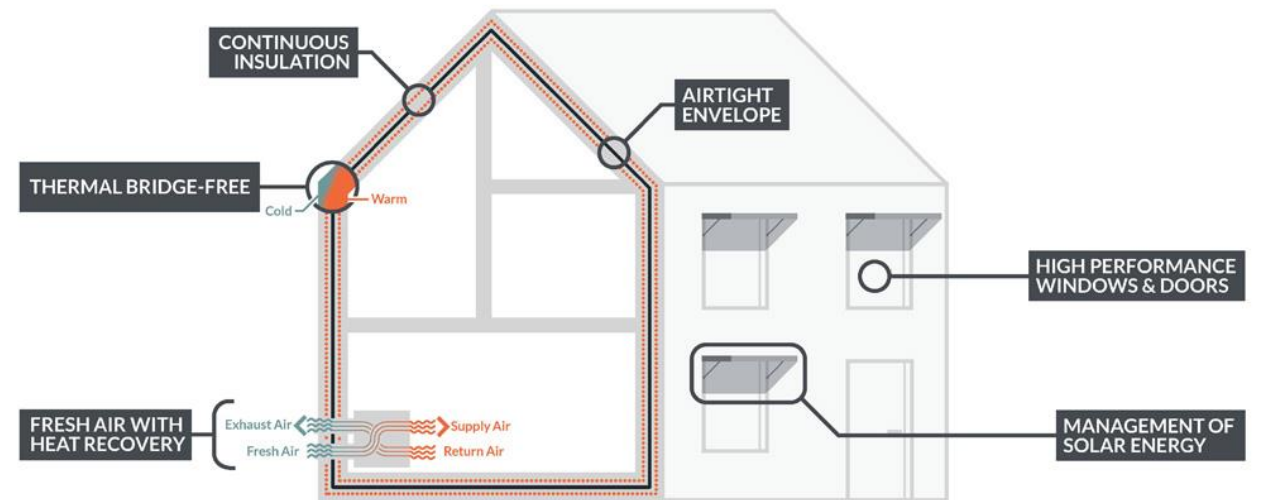 CONTINUOUS
INSULATION
AIRTIGHT
ENVELOPE
THERMAL BRIDGE-FREE
Cold
Warm
HIGH PERFORMANCE
WINDOWS & DOORS
FRESH AIR WITH
HEAT RECOVERY
Exhaust Air
Supply Air
Fresh Air
Return Air
MANAGEMENT OF
SOLAR ENERGY